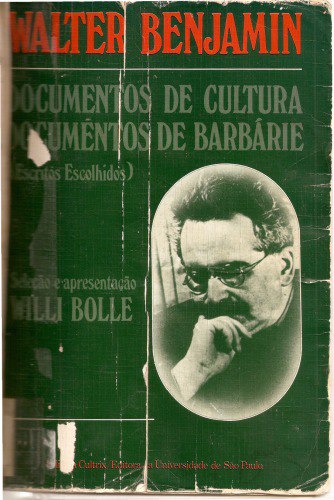 WALTER BENJAMIN
DOCUMENTOS DE CULTURA
DOCUMENTOS DE BARBÁRIE
(Escritos Escolhidos)
Seleção e apresentação
WILLI BOLLE
Cultrix Editora da Universidade de São Paulo